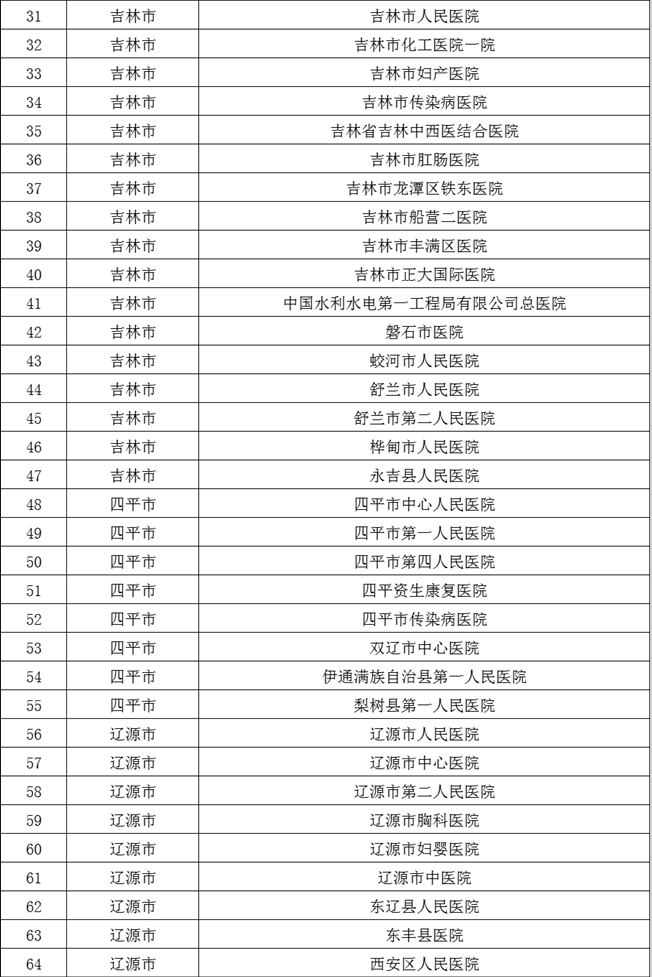 31 吉林市 吉林市人民医院
32 吉林市 吉林市化工医院一院
33 吉林市 吉林市妇产医院
34 吉林市 吉林市传染病医院
35 吉林市 吉林省吉林中西医结合医院
36 吉林市 吉林市肛肠医院
37 吉林市 吉林市龙潭区铁东医院
38 吉林市 吉林市船营二医院
39 吉林市 吉林市丰满区医院
40 吉林市 吉林市正大国际医院
41 吉林市 中国水利水电第一工程局有限公司总医院
42 吉林市 磐石市医院
43 吉林市 蛟河市人民医院
44 吉林市 舒兰市人民医院
45 吉林市 舒兰市第二人民医院
46 吉林市 桦甸市人民医院
47 吉林市 永吉县人民医院
48 四平市 四平市中心人民医院
49 四平市 四平市第一人民医院
50 四平市 四平市第四人民医院
51 四平市 四平资生康复医院
52 四平市 四平市传染病医院
53 四平市 双辽市中心医院
54 四平市 伊通满族自治县第一人民医院
55 四平市 梨树县第一人民医院
56 辽源市 辽源市人民医院
57 辽源市 辽源市中心医院
58 辽源市 辽源市第二人民医院
59 辽源市 辽源市胸科医院
60 辽源市 辽源市妇婴医院
61 辽源市 辽源市中医院
62 辽源市 东辽县人民医院
63 辽源市 东丰县医院
64 辽源市 西安区人民医院